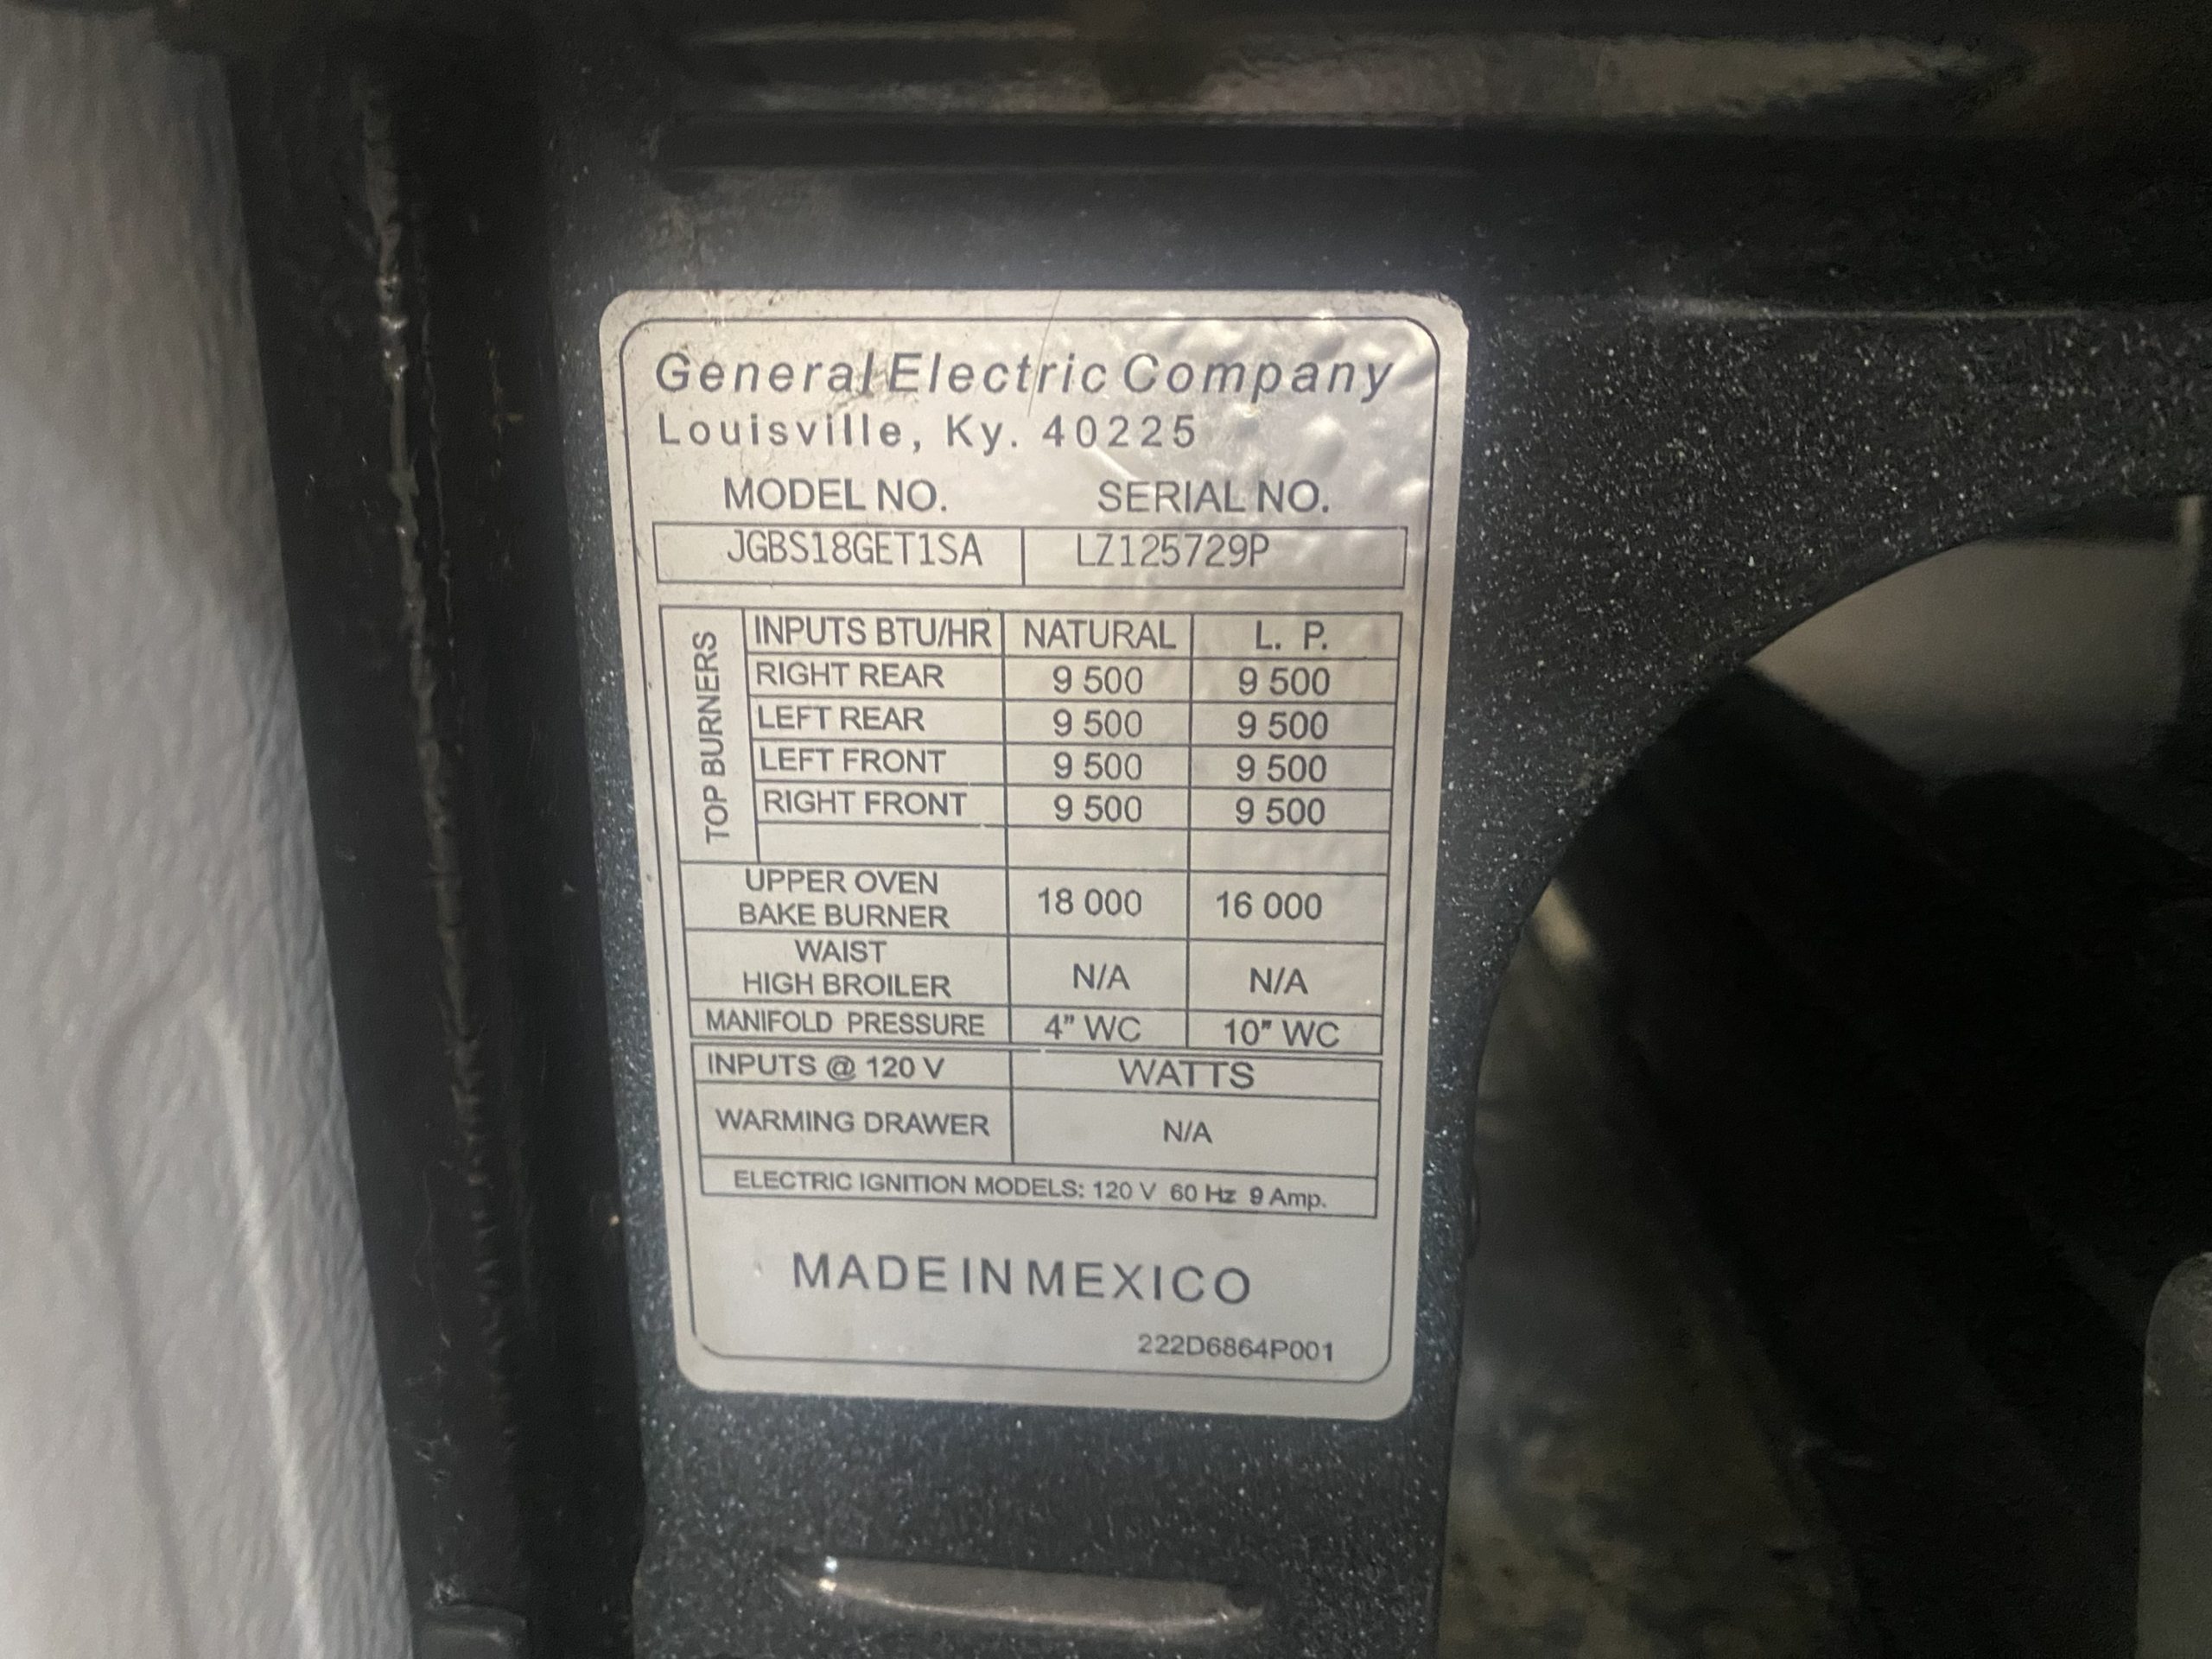 General Electric Company
Louisville, Ky. 40225
MODEL NO. SERIAL NO.
JGBS18GET1SA LZ125729P
TOP BURNERS
INPUTS BTU/HR NATURAL L. P.
RIGHT REAR 9 500 9 500
LEFT REAR 9 500 9 500
LEFT FRONT 9 500 9 500
RIGHT FRONT 9 500 9 500
UPPER OVEN
BAKE BURNER 18 000 16 000
WAIST
HIGH BROILER N/A N/A
MANIFOLD PRESSURE 4" WC 10" WC
INPUTS @ 120 V WATTS
WARMING DRAWER N/A
ELECTRIC IGNITION MODELS: 120 V 60 Hz 9 Amp.
MADE IN MEXICO
222D6864P001